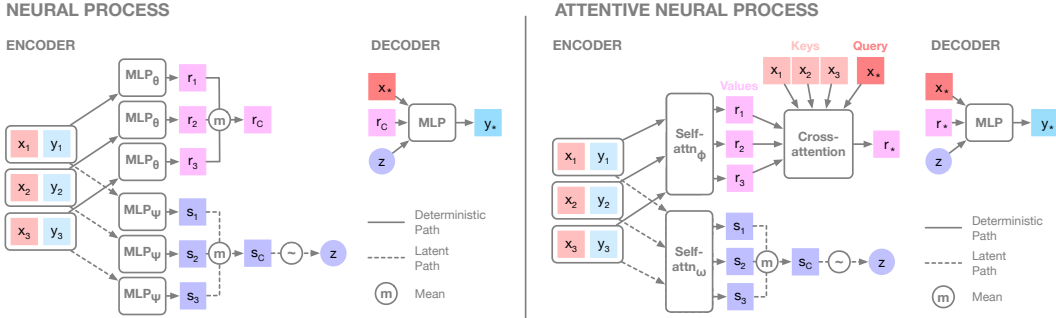 NEURAL PROCESS
ENCODER
DECODER
MLPθ
r1
MLPθ
r2
m
rC
MLPθ
r3
x1 y1
x2 y2
x3 y3
MLPψ
s1
MLPψ
s2
m
sC
~
z
MLPψ
s3
x*
rC
MLP
y*
z
Deterministic
Path
Latent
Path
m
Mean
ATTENTIVE NEURAL PROCESS
ENCODER
Keys
Query
DECODER
x1 x2 x3 x*
Values
r1
r2
r3
Self-
attnϕ
Cross-
attention
r*
x1 y1
x2 y2
x3 y3
Self-
attnω
s1
s2
s3
m
sC
~
z
x*
r*
MLP
y*
z
Deterministic
Path
Latent
Path
m
Mean